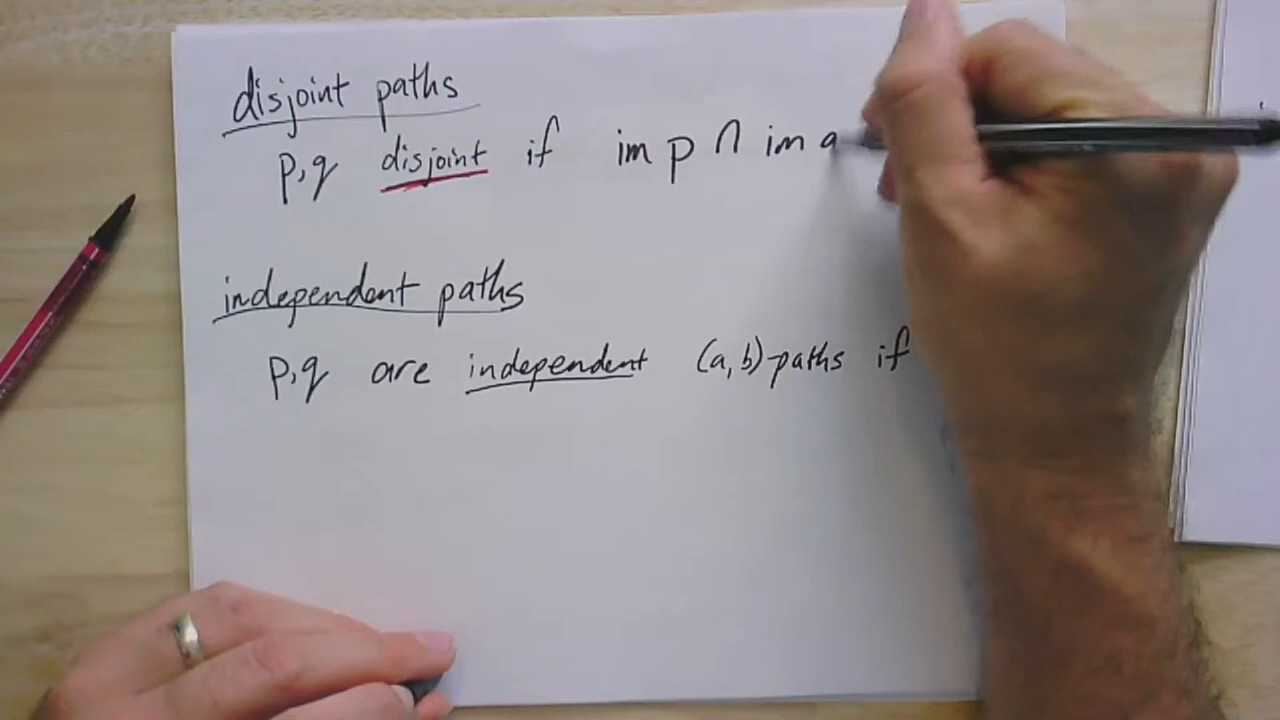 disjoint paths
p,q disjoint if im p ∩ im
independent paths
p,q are independent (a,b)-paths if